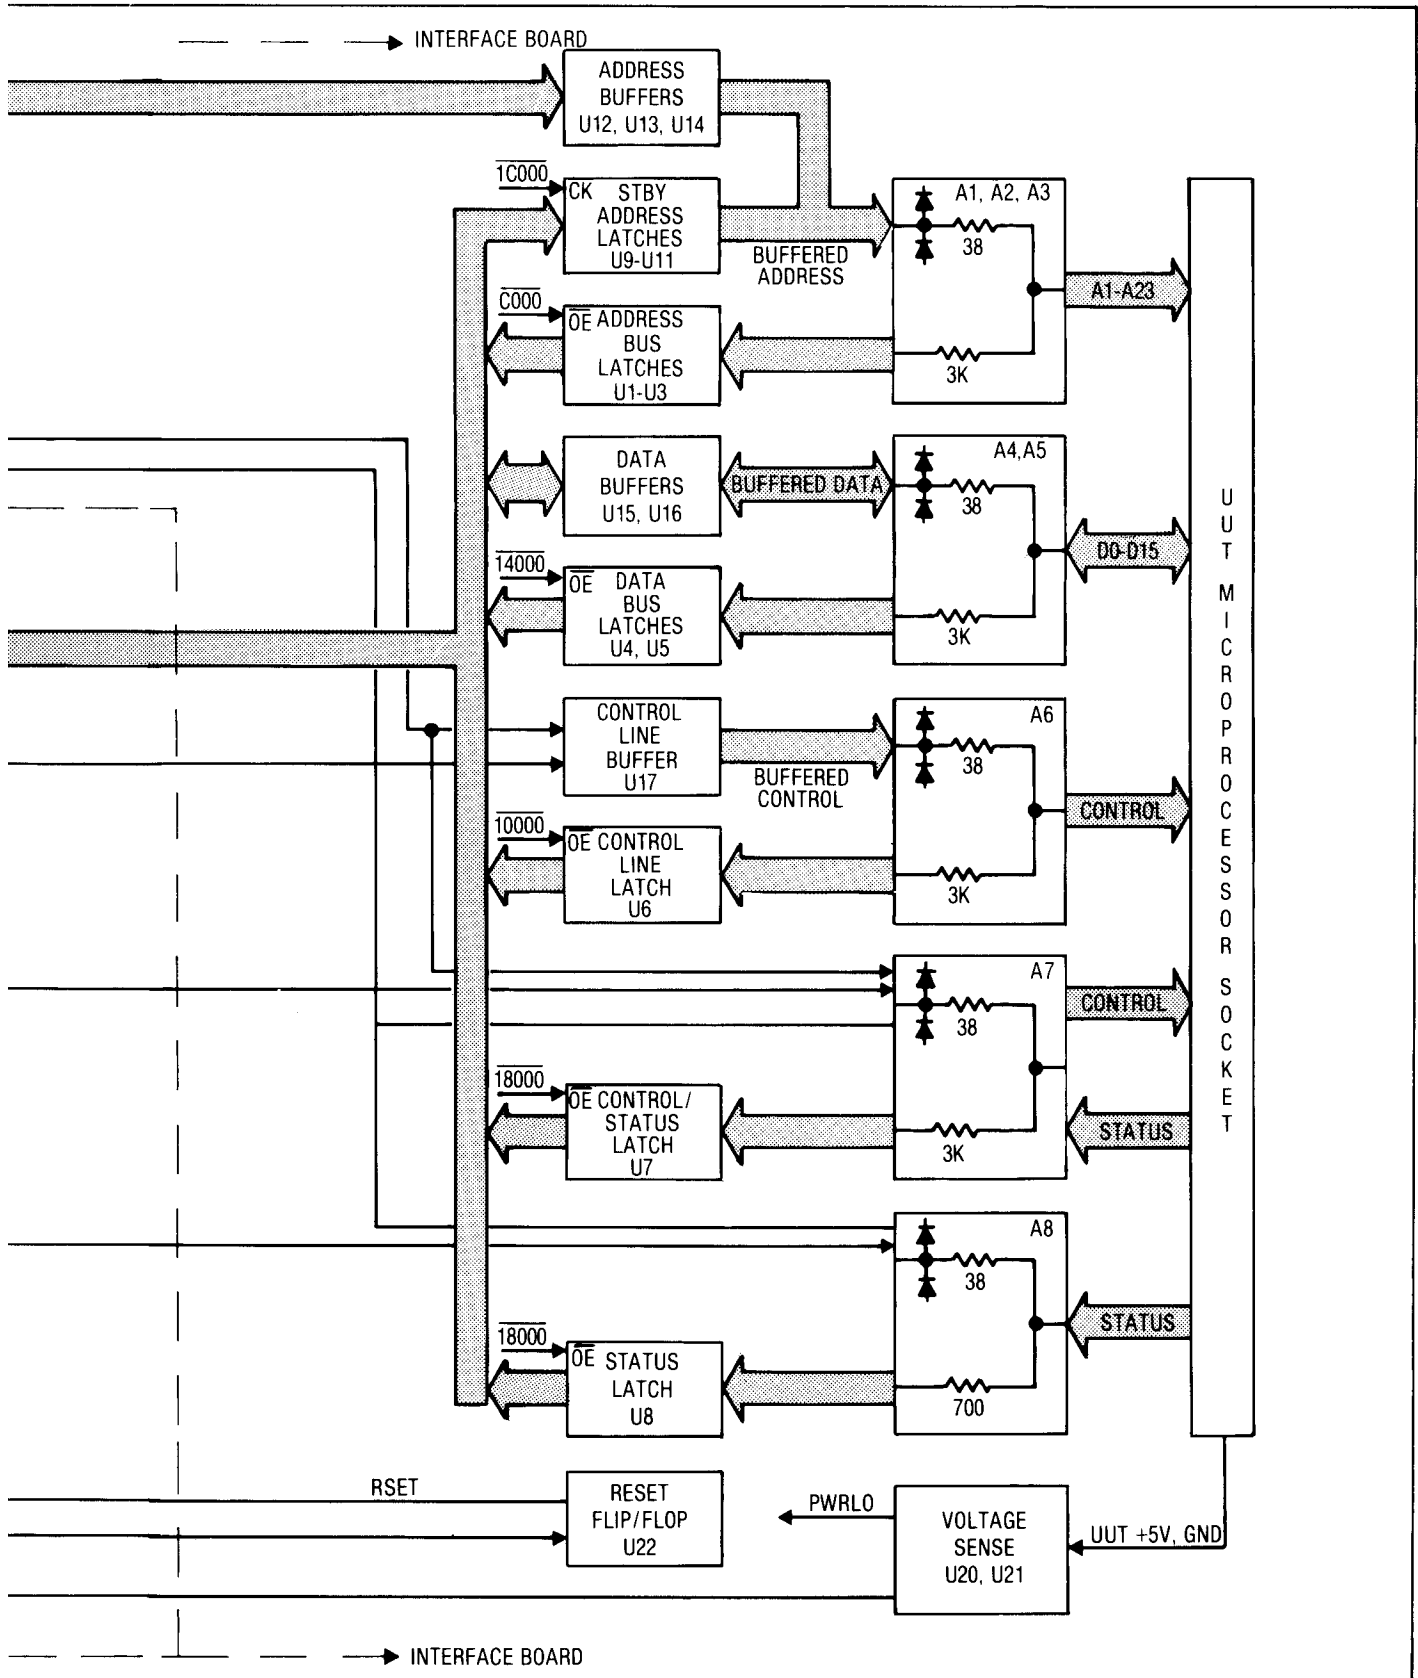 INTERFACE BOARD
ADDRESS
BUFFERS
U12, U13, U14
1C000
CK STBY
ADDRESS
LATCHES
U9-U11
BUFFERED
ADDRESS
A1, A2, A3
38
3K
A1-A23
C000
OE ADDRESS
BUS
LATCHES
U1-U3
DATA
BUFFERS
U15, U16
BUFFERED DATA
A4,A5
38
3K
D0-D15
14000
OE DATA
BUS
LATCHES
U4, U5
CONTROL
LINE
BUFFER
U17
BUFFERED
CONTROL
A6
38
3K
CONTROL
10000
OE CONTROL
LINE
LATCH
U6
A7
38
3K
CONTROL
STATUS
18000
OE CONTROL/
STATUS
LATCH
U7
A8
38
700
STATUS
18000
OE STATUS
LATCH
U8
UUT MICROPROCESSOR SOCKET
RSET
RESET
FLIP/FLOP
U22
PWRLO
VOLTAGE
SENSE
U20, U21
UUT +5V, GND
INTERFACE BOARD